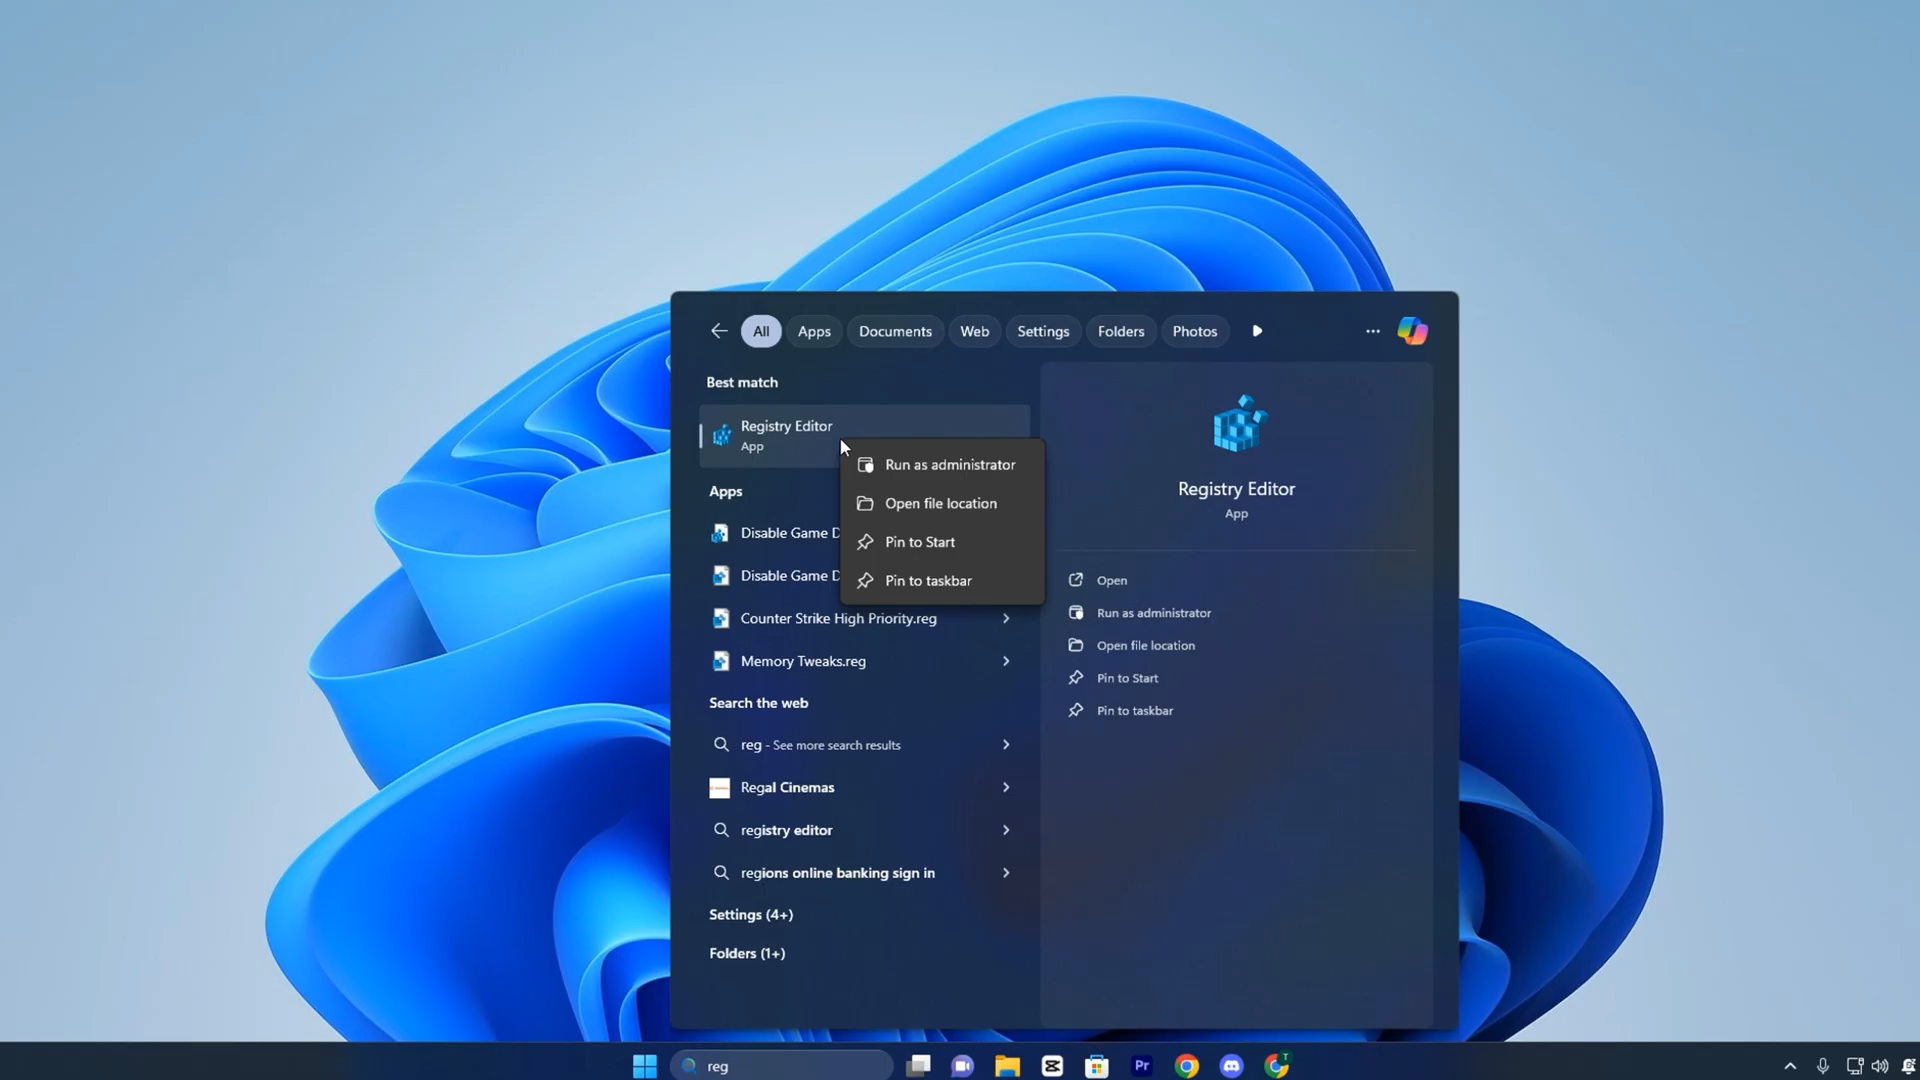 All Apps Documents Web Settings Folders Photos
Best match
Registry Editor
App
Run as administrator
Open file location
Pin to Start
Pin to taskbar
Apps
Disable Game D
Disable Game D
Counter Strike High Priority.reg
Memory Tweaks.reg
Search the web
reg - See more search results
Regal Cinemas
registry editor
regions online banking sign in
Settings (4+)
Folders (1+)
Registry Editor
App
Open
Run as administrator
Open file location
Pin to Start
Pin to taskbar
reg
Pr
T